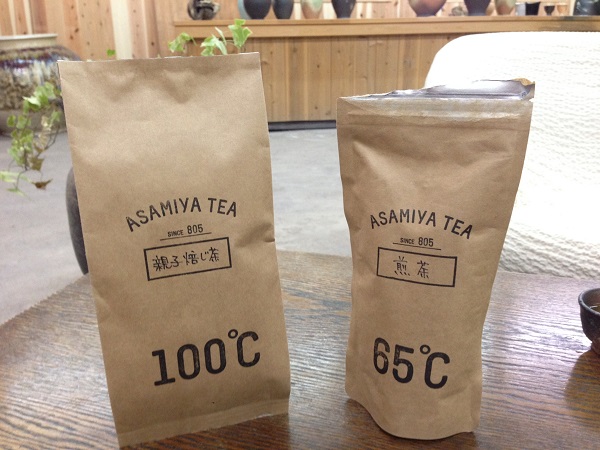 ASAMIYA TEA
SINCE 805
親子焙じ茶
100℃
ASAMIYA TEA
SINCE 805
煎茶
65℃